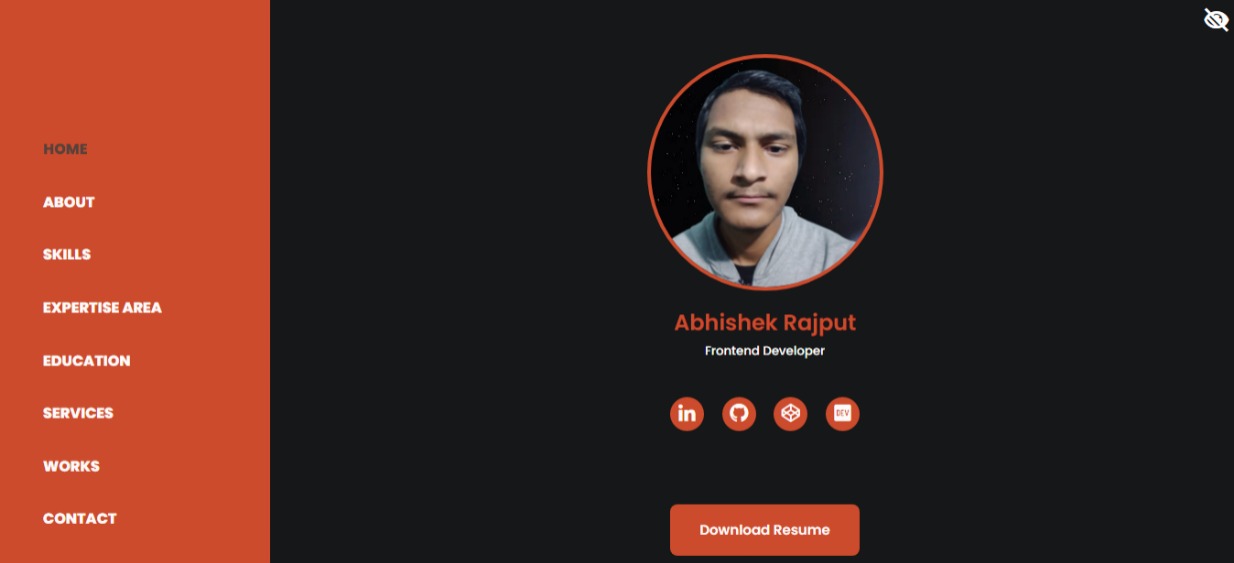 HOME
ABOUT
SKILLS
EXPERTISE AREA
EDUCATION
SERVICES
WORKS
CONTACT
Abhishek Rajput
Frontend Developer
in
DEV
Download Resume